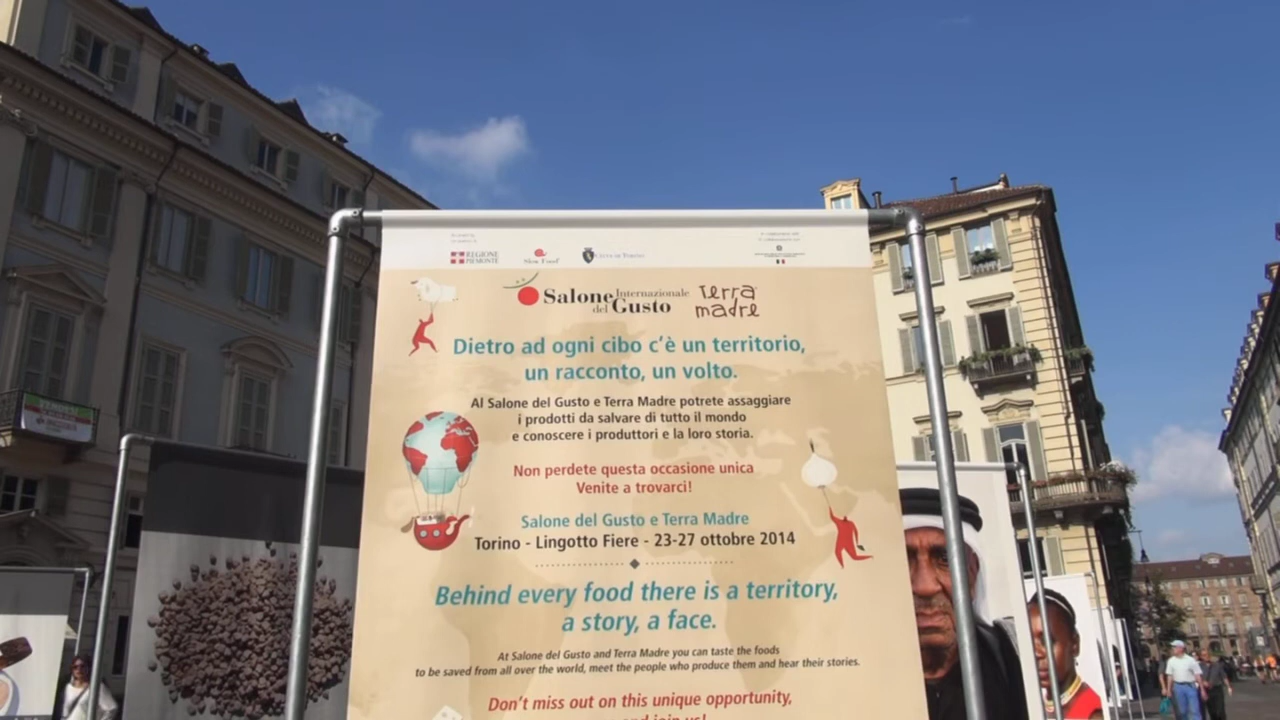 REGIONE
PIEMONTE
Slow Food
CITTA DI TORINO
Salone Internazionale
del Gusto
Terra
madre
Dietro ad ogni cibo c'è un territorio,
un racconto, un volto.
Al Salone del Gusto e Terra Madre potrete assaggiare
i prodotti da salvare di tutto il mondo
e conoscere i produttori e la loro storia.
Non perdete questa occasione unica
Venite a trovarci!
Salone del Gusto e Terra Madre
Torino - Lingotto Fiere - 23-27 ottobre 2014
Behind every food there is a territory,
a story, a face.
At Salone del Gusto and Terra Madre you can taste the foods
to be saved from all over the world, meet the people who produce them and hear their stories.
Don't miss out on this unique opportunity,